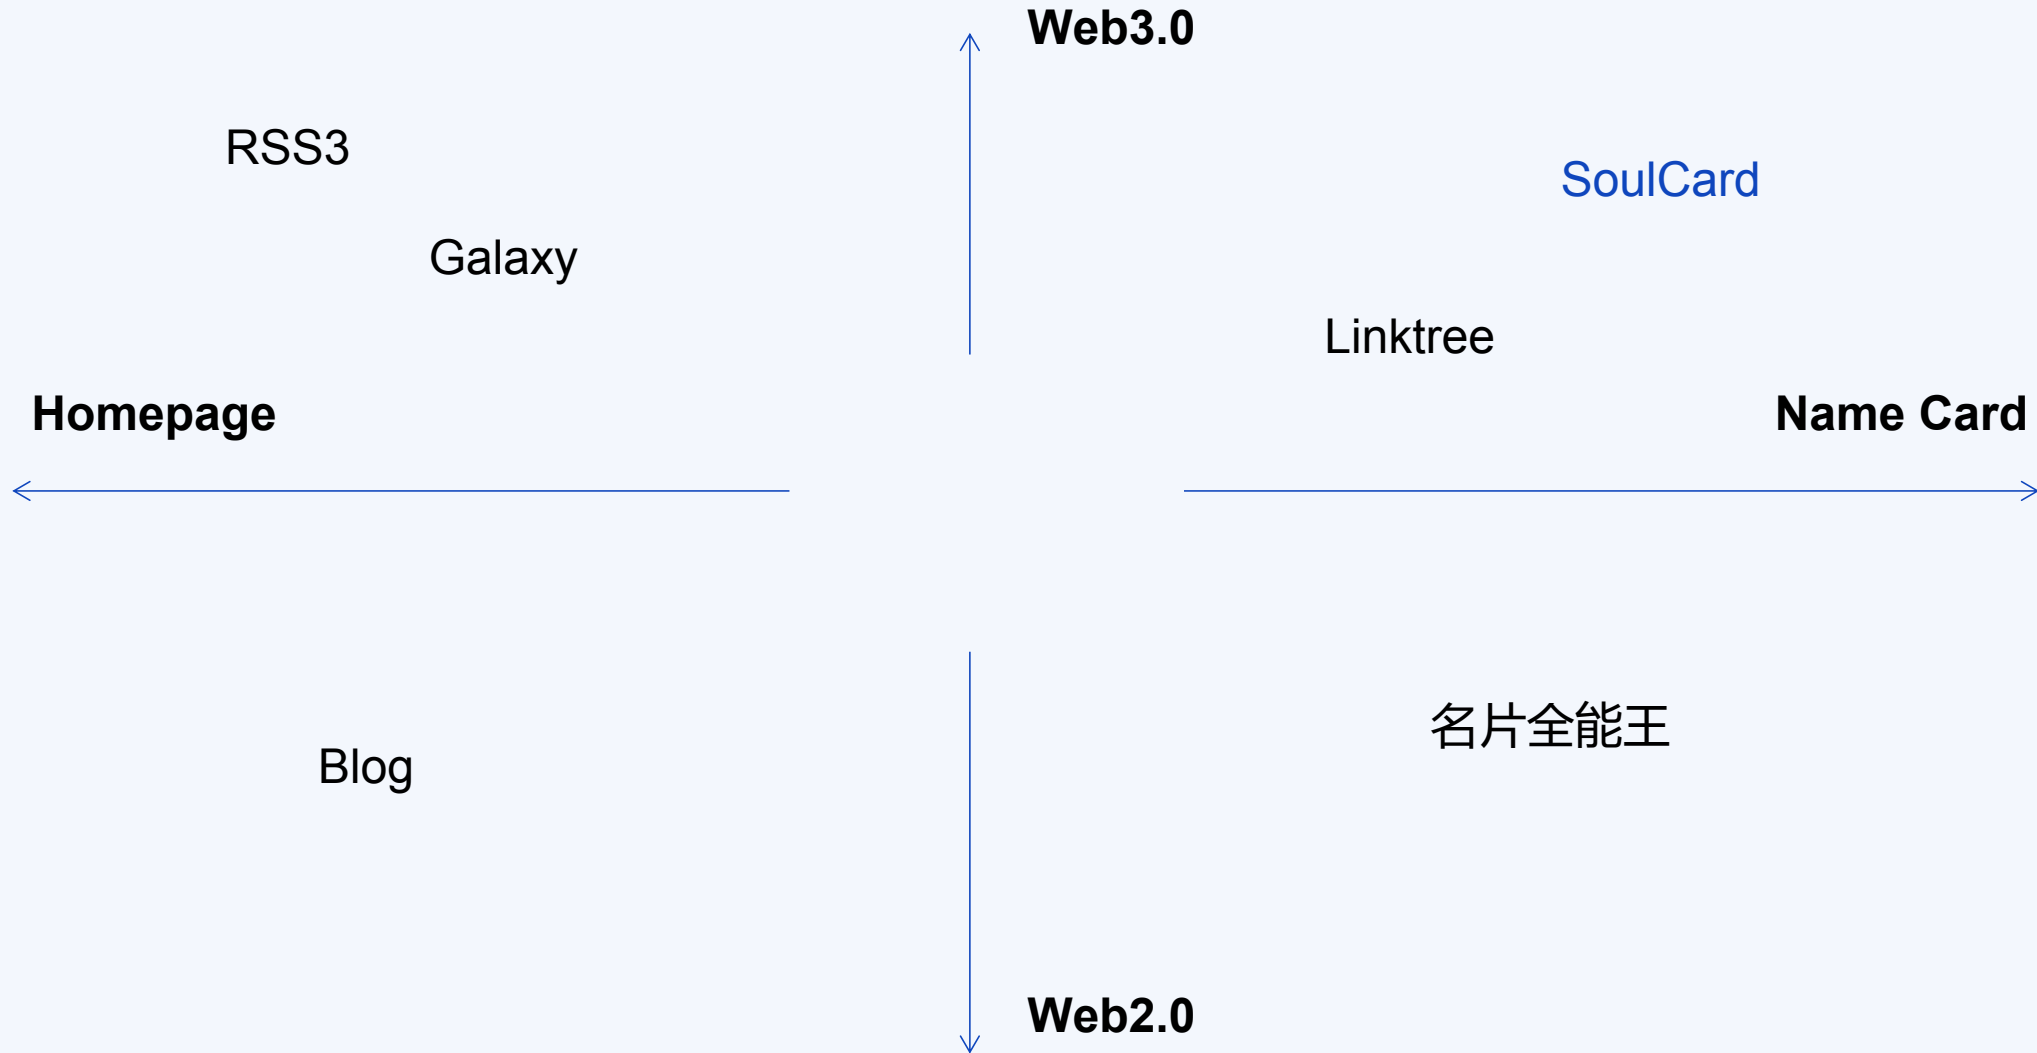 Web3.0
RSS3
SoulCard
Galaxy
Linktree
Homepage
Name Card
名片全能王
Blog
Web2.0